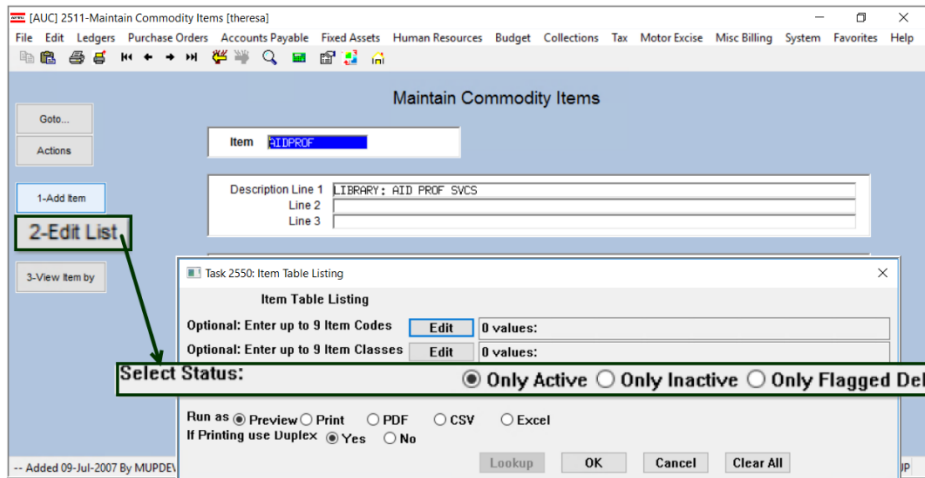 [AUC] 2511-Maintain Commodity Items [theresa]
File Edit Ledgers Purchase Orders Accounts Payable Fixed Assets Human Resources Budget Collections Tax Motor Excise Misc Billing System Favorites Help
Maintain Commodity Items
Goto...
Actions
Item AIDPROF
1-Add Item
Description Line 1 LIBRARY: AID PROF SVCS
Line 2
Line 3
2-Edit List
3-View Item by
Task 2550: Item Table Listing
Item Table Listing
Optional: Enter up to 9 Item Codes Edit 0 values:
Optional: Enter up to 9 Item Classes Edit 0 values:
Select Status: Only Active Only Inactive Only Flagged Del
Run as Preview Print PDF CSV Excel
If Printing use Duplex Yes No
Lookup OK Cancel Clear All
-- Added 09-Jul-2007 By MUPDEV